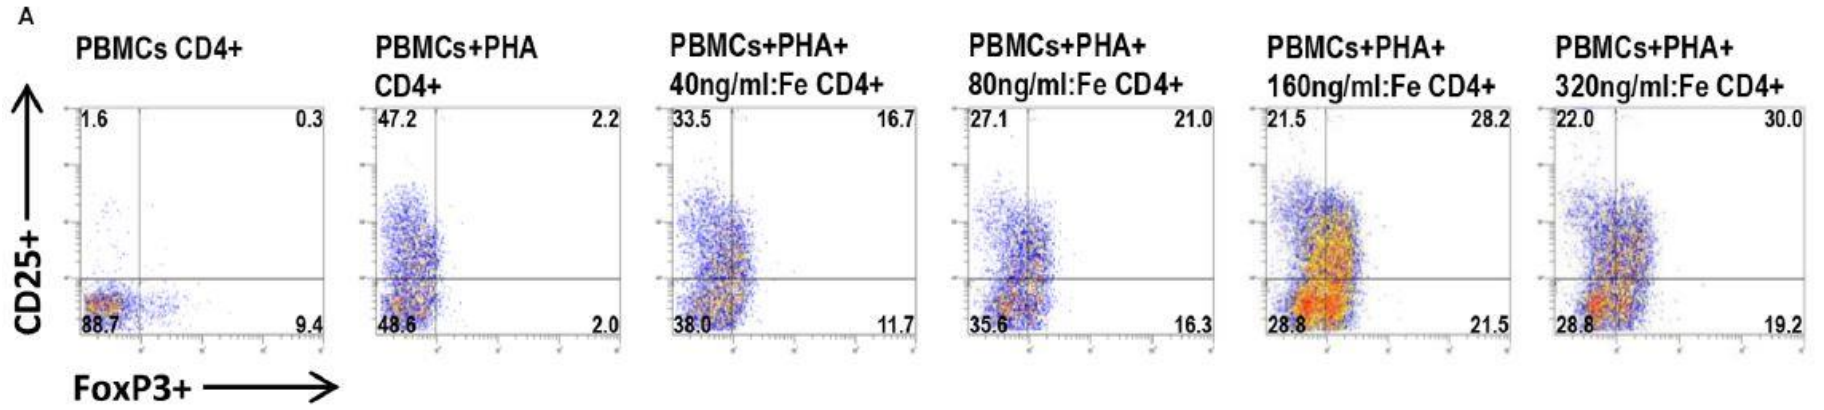 A
PBMCs CD4+
PBMCs+PHA
CD4+
PBMCs+PHA+
40ng/ml:Fe CD4+
PBMCs+PHA+
80ng/ml:Fe CD4+
PBMCs+PHA+
160ng/ml:Fe CD4+
PBMCs+PHA+
320ng/ml:Fe CD4+
CD25+
1.6 0.3
88.7 9.4
47.2 2.2
48.6 2.0
33.5 16.7
38.0 11.7
27.1 21.0
35.6 16.3
21.5 28.2
28.8 21.5
22.0 30.0
28.8 19.2
FoxP3+